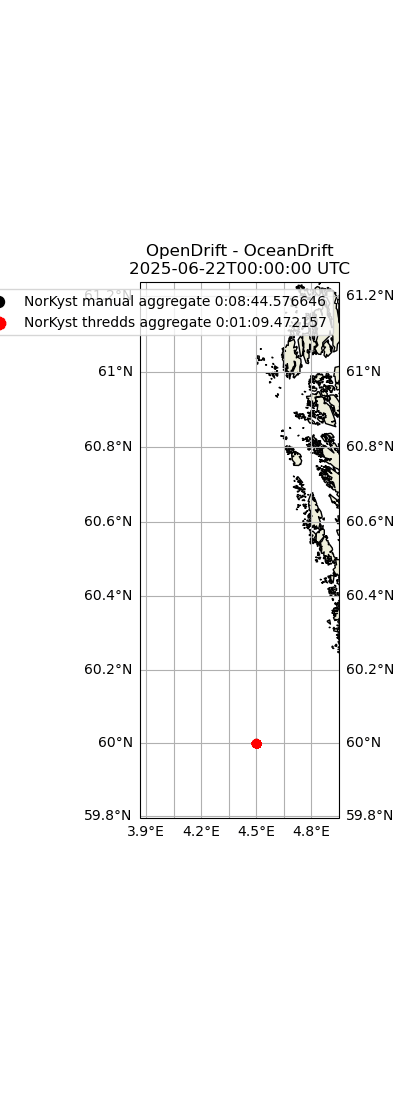 OpenDrift - OceanDrift
2025-06-22T00:00:00 UTC
61.2°N 61.2°N
NorKyst manual aggregate 0:08:44.576646
NorKyst thredds aggregate 0:01:09.472157
61°N 61°N
60.8°N 60.8°N
60.6°N 60.6°N
60.4°N 60.4°N
60.2°N 60.2°N
60°N 60°N
59.8°N 59.8°N
3.9°E 4.2°E 4.5°E 4.8°E